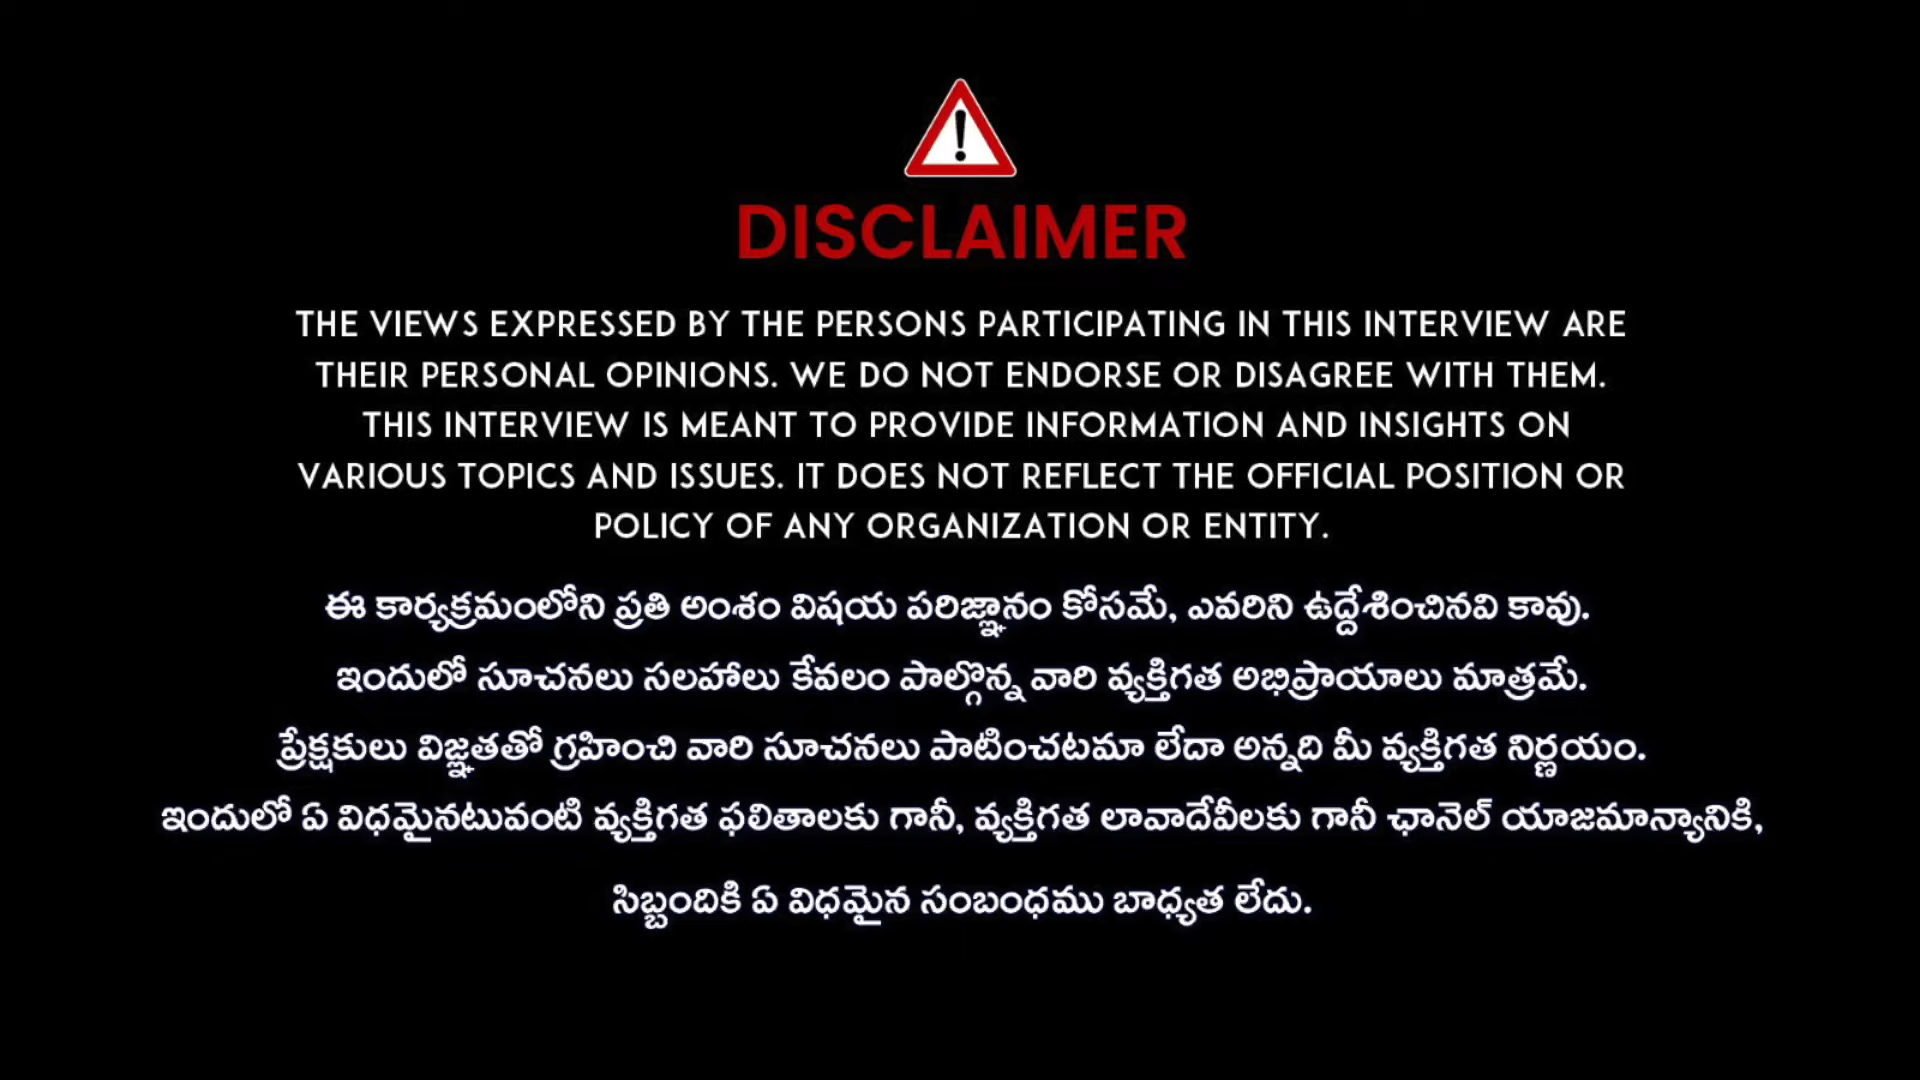 DISCLAIMER
THE VIEWS EXPRESSED BY THE PERSONS PARTICIPATING IN THIS INTERVIEW ARE
THEIR PERSONAL OPINIONS. WE DO NOT ENDORSE OR DISAGREE WITH THEM.
THIS INTERVIEW IS MEANT TO PROVIDE INFORMATION AND INSIGHTS ON
VARIOUS TOPICS AND ISSUES. IT DOES NOT REFLECT THE OFFICIAL POSITION OR
POLICY OF ANY ORGANIZATION OR ENTITY.
ఈ కార్యక్రమంలోని ప్రతి అంశం విషయ పరిజ్ఞానం కోసమే, ఎవరిని ఉద్దేశించినవి కావు.
ఇందులో సూచనలు సలహాలు కేవలం పాల్గొన్న వారి వ్యక్తిగత అభిప్రాయాలు మాత్రమే.
ప్రేక్షకులు విజ్ఞతతో గ్రహించి వారి సూచనలు పాటించటమా లేదా అన్నది మీ వ్యక్తిగత నిర్ణయం.
ఇందులో ఏ విధమైనటువంటి వ్యక్తిగత ఫలితాలకు గానీ, వ్యక్తిగత లావాదేవీలకు గానీ ఛానెల్ యాజమాన్యానికి,
సిబ్బందికి ఏ విధమైన సంబంధము బాధ్యత లేదు.